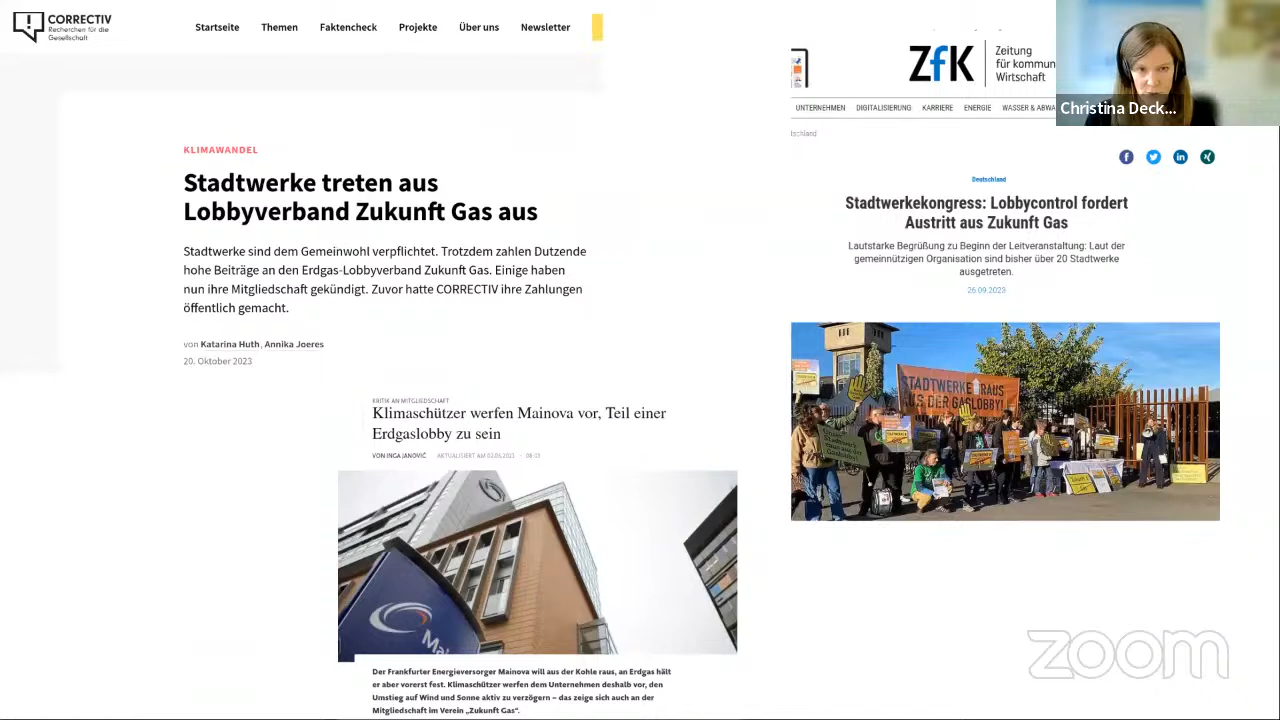 CORRECTIV
Recherchen für die
Gesellschaft
Startseite Themen Faktencheck Projekte Über uns Newsletter
KLIMAWANDEL
Stadtwerke treten aus
Lobbyverband Zukunft Gas aus
Stadtwerke sind dem Gemeinwohl verpflichtet. Trotzdem zahlen Dutzende
hohe Beiträge an den Erdgas-Lobbyverband Zukunft Gas. Einige haben
nun ihre Mitgliedschaft gekündigt. Zuvor hatte CORRECTIV ihre Zahlungen
öffentlich gemacht.
von Katarina Huth, Annika Joeres
20. Oktober 2023
KRITIK AN MITGLIEDSCHAFT
Klimaschützer werfen Mainova vor, Teil einer
Erdgaslobby zu sein
VON INGA JANOVIĆ AKTUALISIERT AM
Mai
Der Frankfurter Energieversorger Mainova will aus der Kohle raus, an Erdgas hält
er aber vorerst fest. Klimaschützer werfen dem Unternehmen deshalb vor, den
Umstieg auf Wind und Sonne aktiv zu verzögern – das zeige sich auch an der
Mitgliedschaft im Verein „Zukunft Gas“.
ZfK
Zeitung
für kommun
Wirtschaft
UNTERNEHMEN DIGITALISIERUNG KARRIERE ENERGIE WASSER & ABWA
tschland
Christina Deck...
Deutschland
Stadtwerkekongress: Lobbycontrol fordert
Austritt aus Zukunft Gas
Lautstarke Begrüßung zu Beginn der Leitveranstaltung: Laut der
gemeinnützigen Organisation sind bisher über 20 Stadtwerke
ausgetreten.
26.09.2023
STADTWERKE RAUS
AUS DER GASLOBBY!
zoom